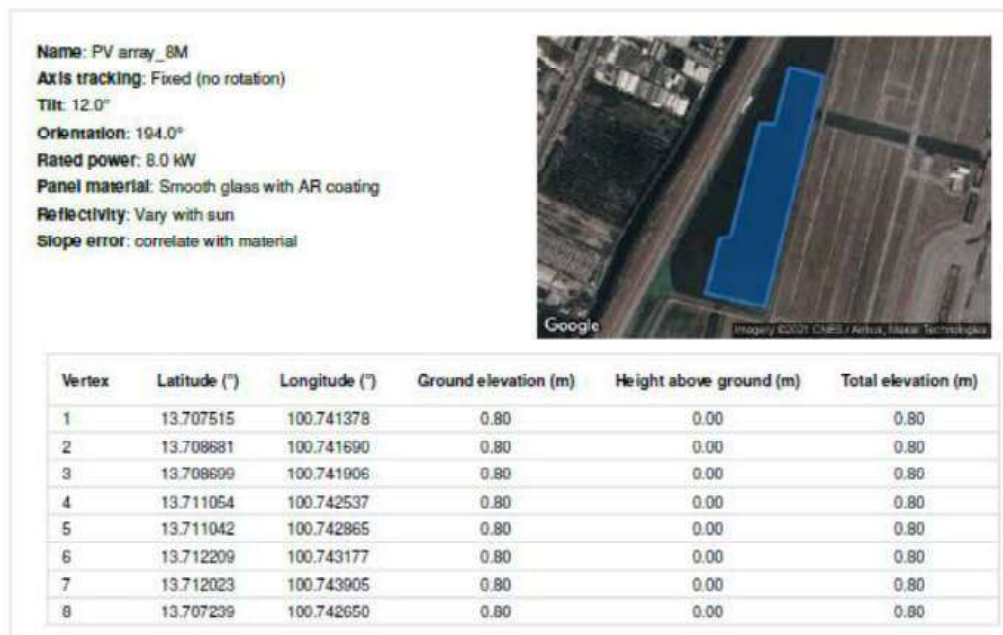 Name: PV array_8M
Axis tracking: Fixed (no rotation)
Tilt: 12.0°
Orientation: 194.0°
Rated power: 8.0 kW
Panel material: Smooth glass with AR coating
Reflectivity: Vary with sun
Slope error: correlate with material
Google
Imagery ©2021 CNES / Airbus, Maxar Technologies
Vertex Latitude (°) Longitude (°) Ground elevation (m) Height above ground (m) Total elevation (m)
1 13.707515 100.741378 0.80 0.00 0.80
2 13.708681 100.741690 0.80 0.00 0.80
3 13.708699 100.741906 0.80 0.00 0.80
4 13.711054 100.742537 0.80 0.00 0.80
5 13.711042 100.742865 0.80 0.00 0.80
6 13.712209 100.743177 0.80 0.00 0.80
7 13.712023 100.743905 0.80 0.00 0.80
8 13.707239 100.742650 0.80 0.00 0.80